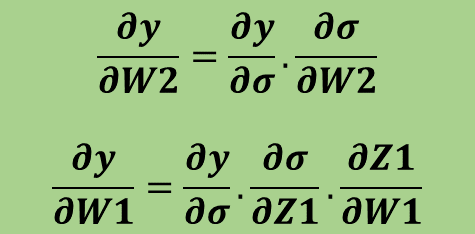 ∂y/∂W2 = ∂y/∂σ . ∂σ/∂W2
∂y/∂W1 = ∂y/∂σ . ∂σ/∂Z1 . ∂Z1/∂W1